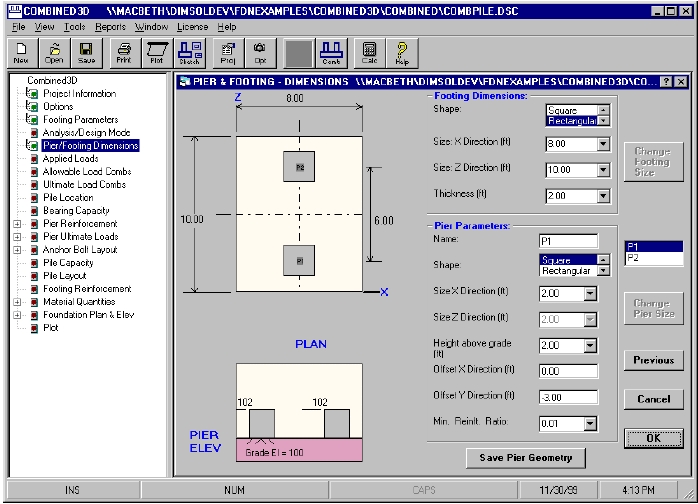 COMBINED3D \\MACBETH\DIMSOLDEV\FDNEXAMPLES\COMBINED3D\COMBINED\COMBPILE.DSC
File View Tools Reports Window License Help
New Open Save Print Plot Sketch Proj Opt Comb Calc Help
Combined3D
Project Information
Options
Footing Parameters
Analysis/Design Mode
Pier/Footing Dimensions
Applied Loads
Allowable Load Combs
Ultimate Load Combs
Pile Location
Bearing Capacity
Pier Reinforcement
Pier Ultimate Loads
Anchor Bolt Layout
Pile Capacity
Pile Layout
Footing Reinforcement
Material Quantities
Foundation Plan & Elev
Plot
PIER & FOOTING - DIMENSIONS \\MACBETH\DIMSOLDEV\FDNEXAMPLES\COMBINED3D\CO...
Z
8.00
P2
10.00
6.00
P1
X
PLAN
102
102
PIER
ELEV
Grade El = 100
Footing Dimensions:
Shape:
Square
Rectangular
Size: X Direction (ft)
8.00
Size: Z Direction (ft)
10.00
Thickness (ft)
2.00
Change
Footing
Size
Pier Parameters:
Name:
P1
P1
P2
Shape:
Square
Rectangular
Size X Direction (ft)
2.00
Size Z Direction (ft)
2.00
Change
Pier Size
Height above grade
(ft)
2.00
Offset X Direction (ft)
0.00
Offset Y Direction (ft)
-3.00
Min. Reinft. Ratio:
0.01
Previous
Cancel
OK
Save Pier Geometry
INS
NUM
CAPS
11/30/99
4:13 PM